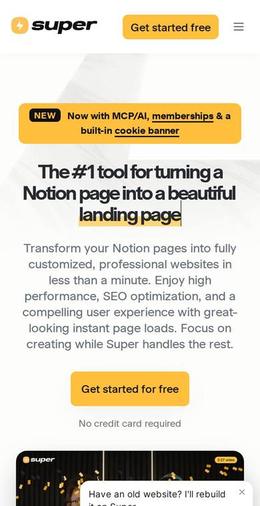 super
Get started free
NEW Now with MCP/AI, memberships & a
built-in cookie banner
The #1 tool for turning a
Notion page into a beautiful
landing page
Transform your Notion pages into fully
customized, professional websites in
less than a minute. Enjoy high
performance, SEO optimization, and a
compelling user experience with great-
looking instant page loads. Focus on
creating while Super handles the rest.
Get started for free
No credit card required
super
Have an old website? I'll rebuild
it on Super